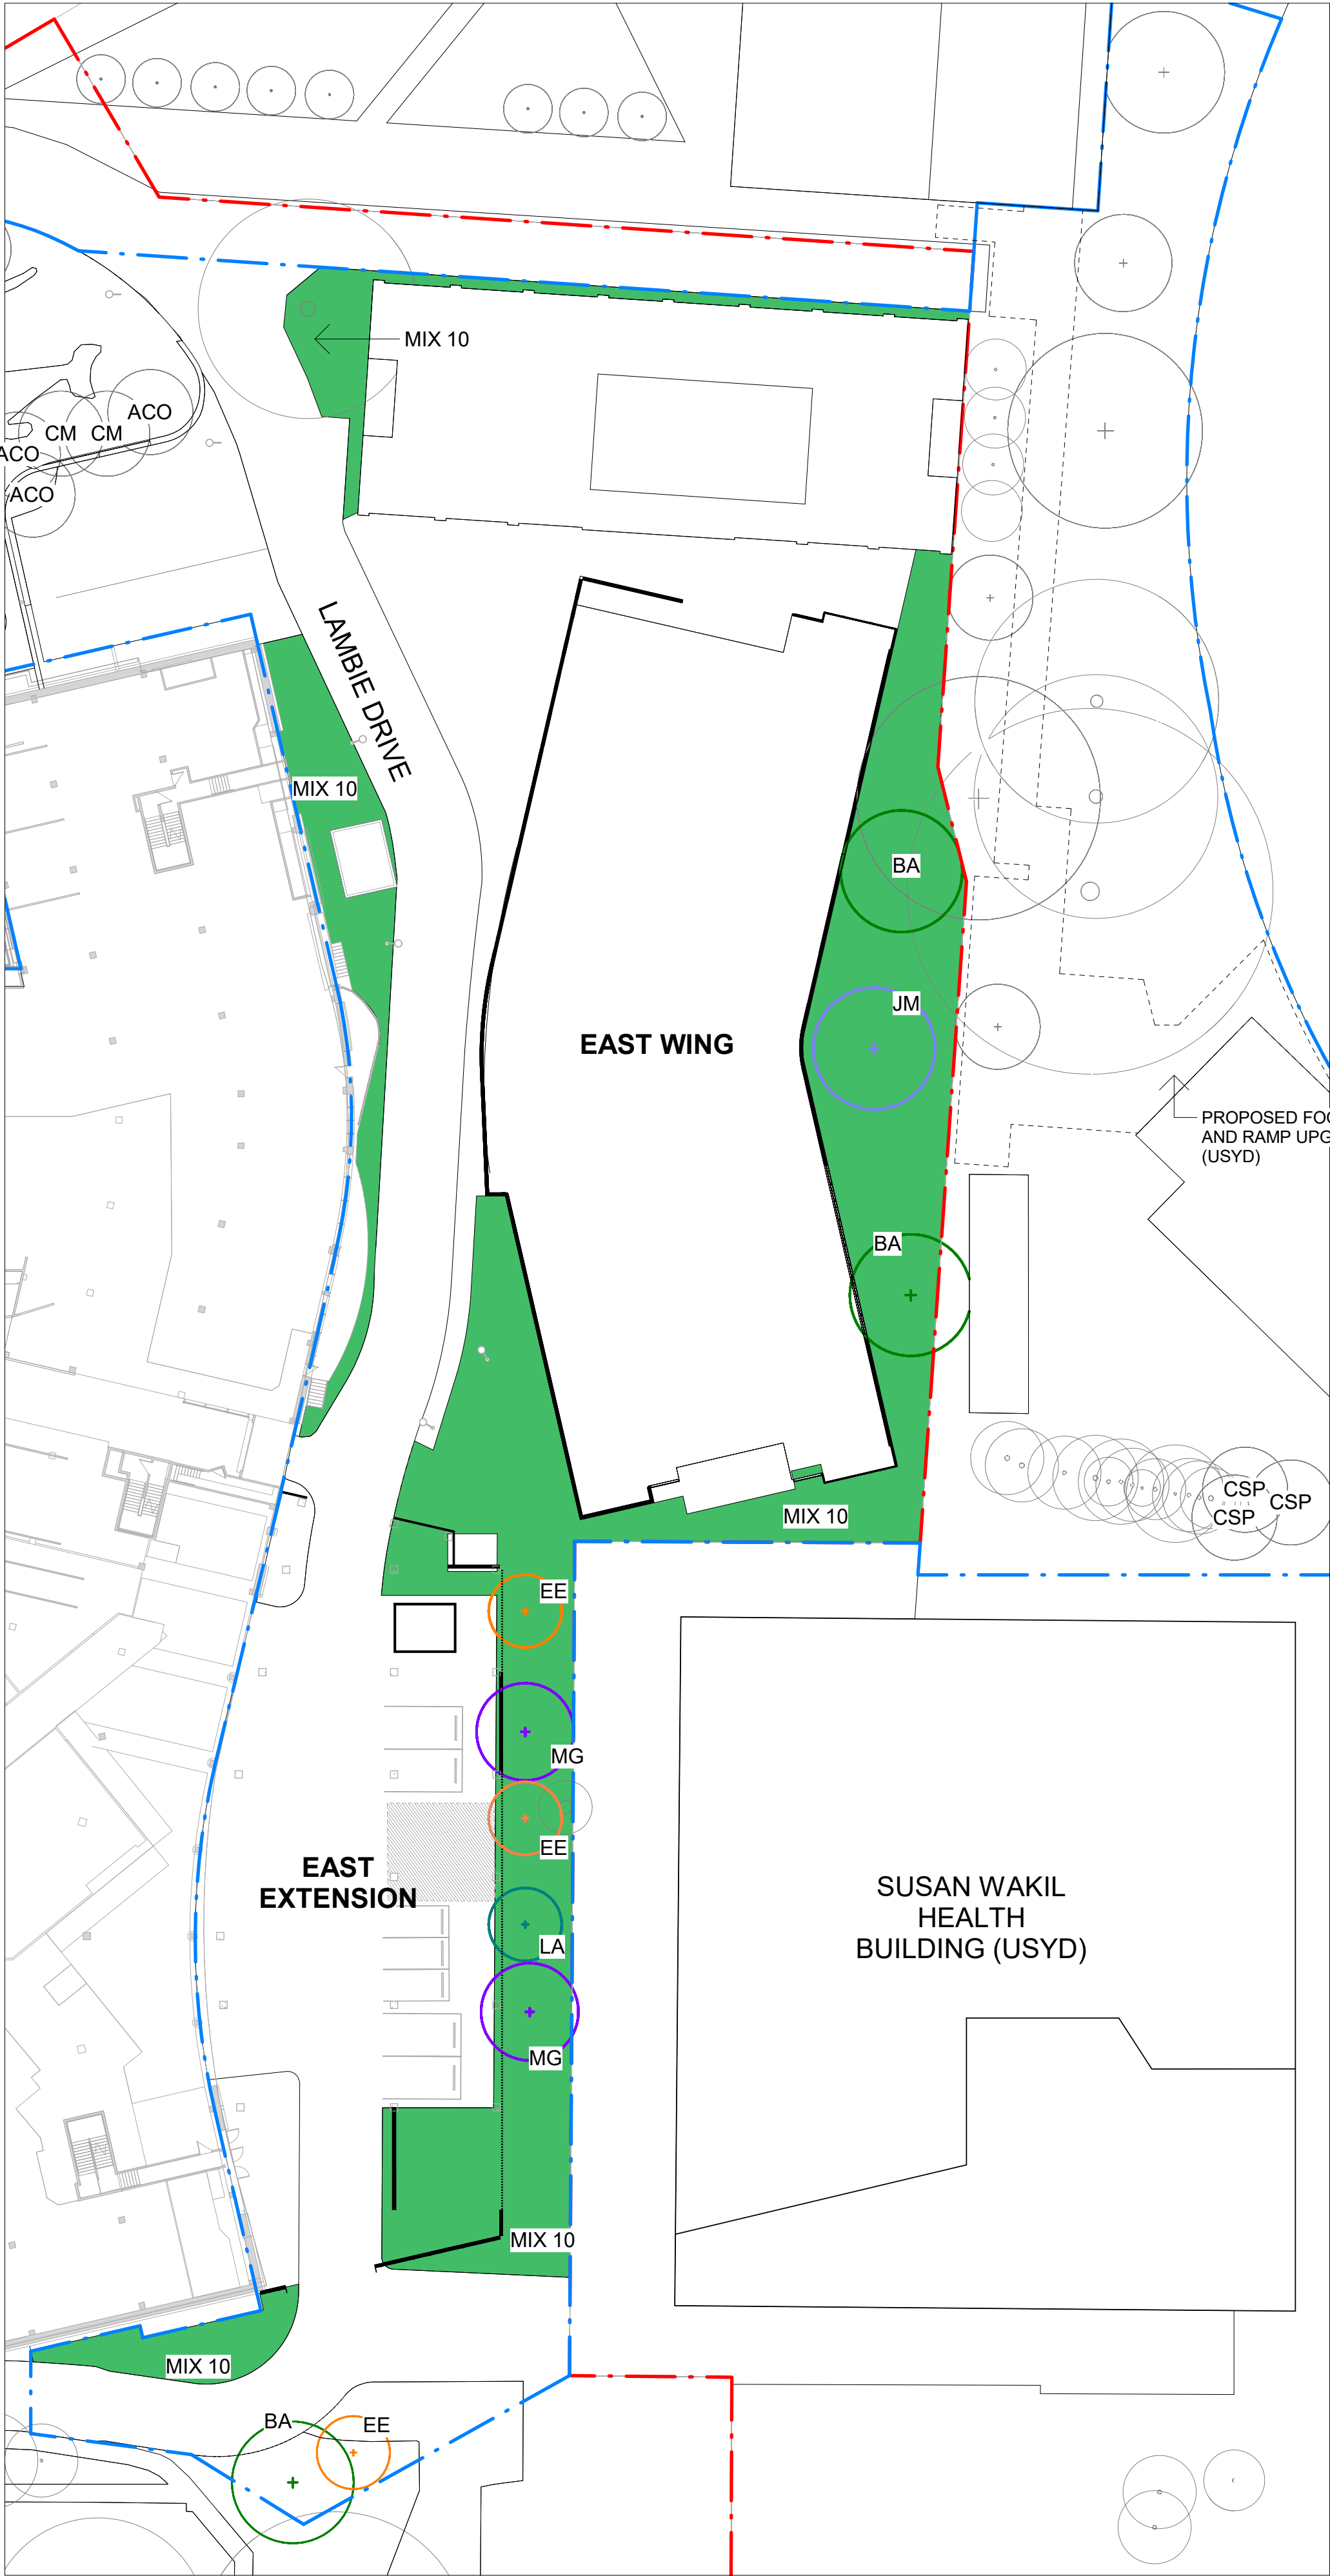 MIX 10
ACO
CM
CM
ACO
ACO
LAMBIE DRIVE
MIX 10
BA
JM
EAST WING
PROPOSED FOO
AND RAMP UPG
(USYD)
BA
CSP
CSP
CSP
MIX 10
EE
MG
EE
EAST
EXTENSION
SUSAN WAKIL
HEALTH
BUILDING (USYD)
LA
MG
MIX 10
MIX 10
BA
EE